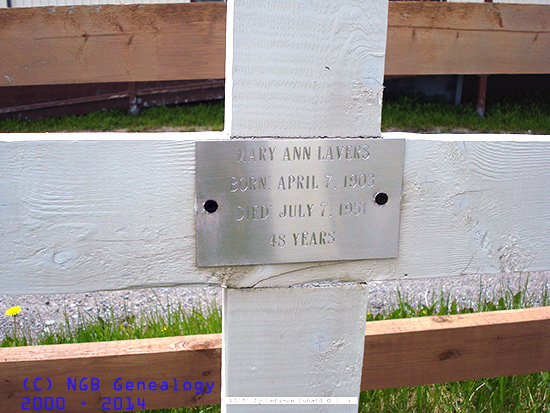 MARY ANN LAVERS
BORN: APRIL 7, 1903
DIED: JULY 7, 1951
48 YEARS
(C) NGB Genealogy
2000 - 2014